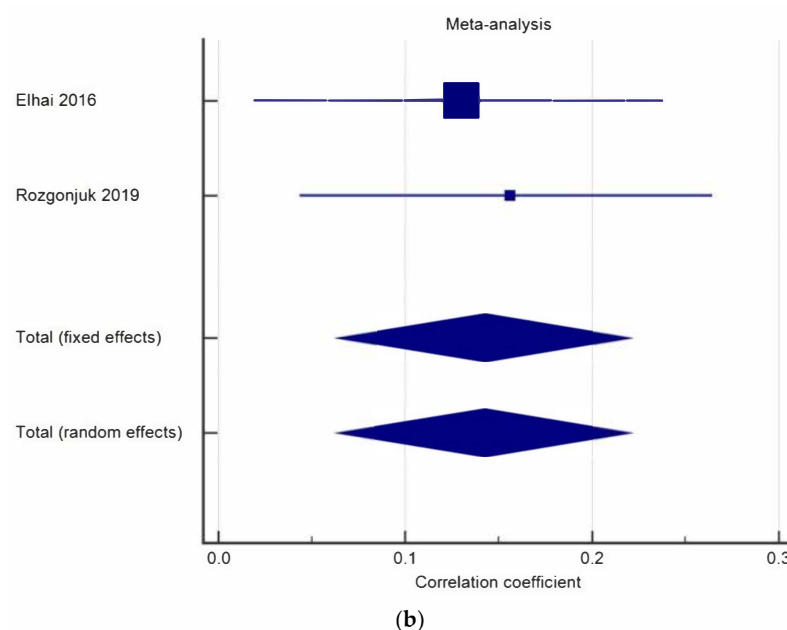 Meta-analysis
Elhai 2016
Rozgonjuk 2019
Total (fixed effects)
Total (random effects)
0.0 0.1 0.2 0.3
Correlation coefficient
(b)